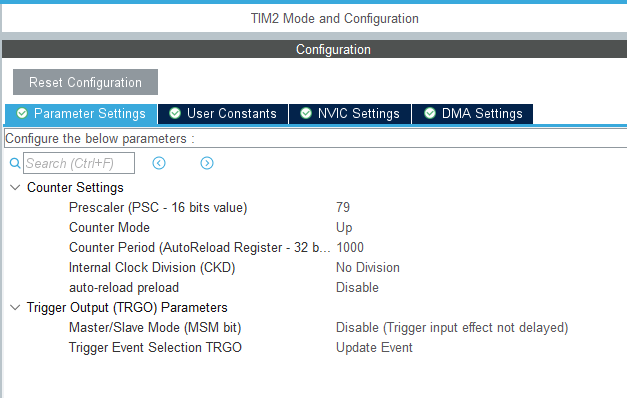 TIM2 Mode and Configuration
Configuration
Reset Configuration
Parameter Settings User Constants NVIC Settings DMA Settings
Configure the below parameters :
Search (Ctrl+F)
Counter Settings
Prescaler (PSC - 16 bits value) 79
Counter Mode Up
Counter Period (AutoReload Register - 32 b... 1000
Internal Clock Division (CKD) No Division
auto-reload preload Disable
Trigger Output (TRGO) Parameters
Master/Slave Mode (MSM bit) Disable (Trigger input effect not delayed)
Trigger Event Selection TRGO Update Event